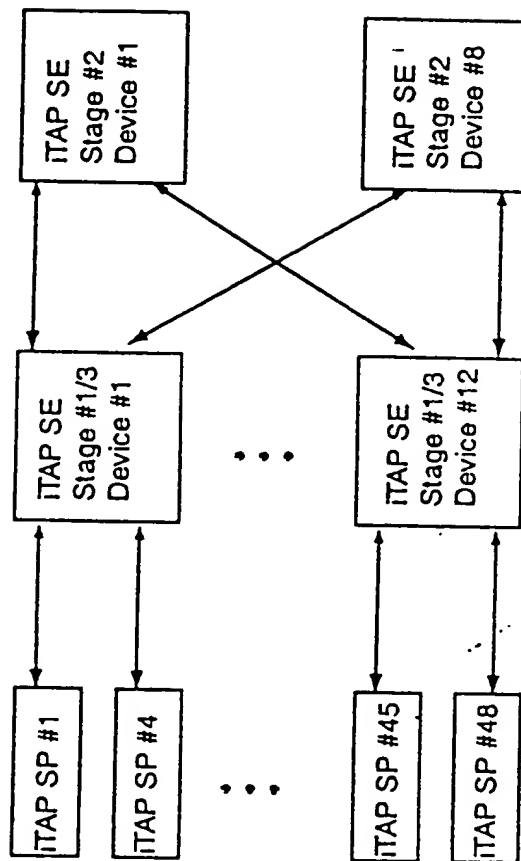 iTAP SP #1
iTAP SP #4
iTAP SP #45
iTAP SP #48
iTAP SE
Stage #1/3
Device #1
iTAP SE
Stage #1/3
Device #12
iTAP SE
Stage #2
Device #1
iTAP SE
Stage #2
Device #8